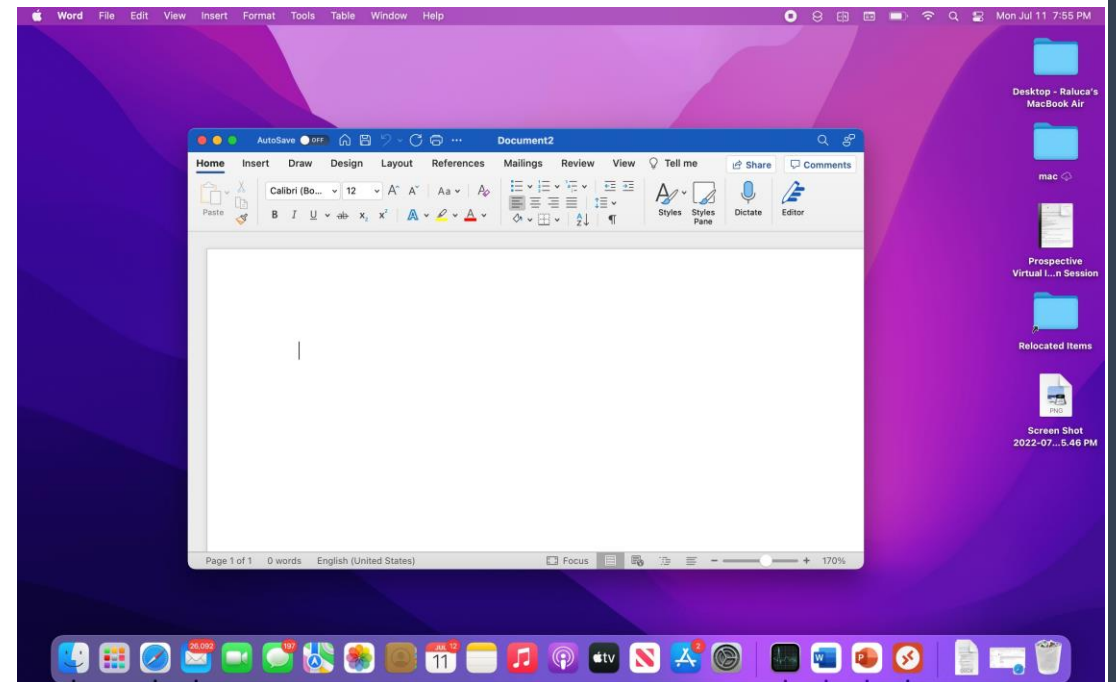 Word File Edit View Insert Format Tools Table Window Help Mon Jul 11 7:55 PM
Desktop - Raluca's
MacBook Air
mac
Prospective
Virtual I...n Session
Relocated Items
PNG
Screen Shot
2022-07...5.46 PM
AutoSave OFF Document2
Home Insert Draw Design Layout References Mailings Review View Tell me Share Comments
Paste Calibri (Bo... 12 A A Aa A
B I U ab x, x² A A Styles Styles Pane Dictate Editor
Page 1 of 1 0 words English (United States) Focus 170%
26,092 197 JUL 12 11 tv 2 W P